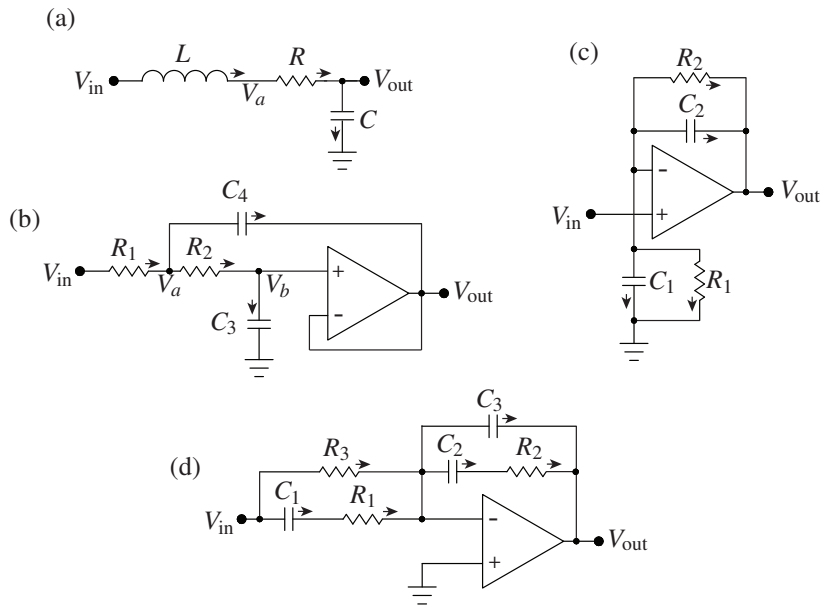 (a)
V_in L V_a R V_out
C
(b)
V_in R_1 V_a R_2 V_b C_4
C_3
+
-
V_out
(c)
R_2
C_2
-
V_in + V_out
C_1 R_1
(d)
C_3
R_3 C_2 R_2
V_in C_1 R_1
-
+
V_out